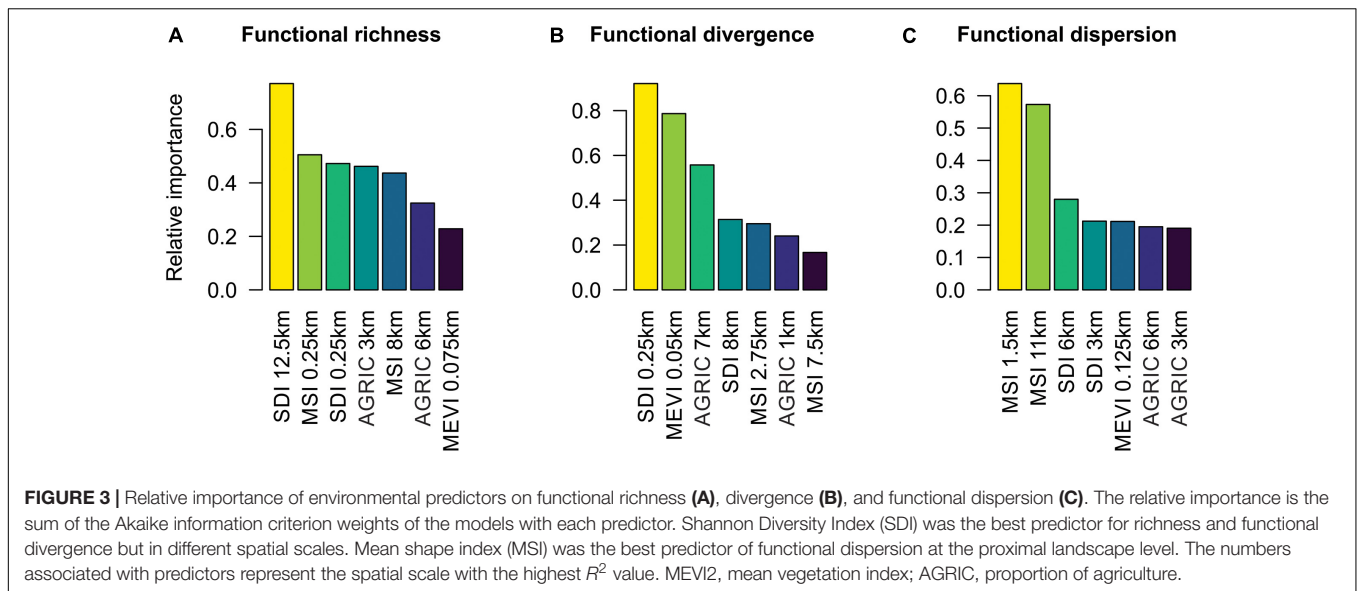 A Functional richness
Relative importance
0.6
0.4
0.2
0.0
SDI 12.5km
MSI 0.25km
SDI 0.25km
AGRIC 3km
MSI 8km
AGRIC 6km
MEVI 0.075km
B Functional divergence
0.8
0.6
0.4
0.2
0.0
SDI 0.25km
MEVI 0.05km
AGRIC 7km
SDI 8km
MSI 2.75km
AGRIC 1km
MSI 7.5km
C Functional dispersion
0.6
0.5
0.4
0.3
0.2
0.1
0.0
MSI 1.5km
MSI 11km
SDI 6km
SDI 3km
MEVI 0.125km
AGRIC 6km
AGRIC 3km
FIGURE 3 | Relative importance of environmental predictors on functional richness (A), divergence (B), and functional dispersion (C). The relative importance is the
sum of the Akaike information criterion weights of the models with each predictor. Shannon Diversity Index (SDI) was the best predictor for richness and functional
divergence but in different spatial scales. Mean shape index (MSI) was the best predictor of functional dispersion at the proximal landscape level. The numbers
associated with predictors represent the spatial scale with the highest R² value. MEVI2, mean vegetation index; AGRIC, proportion of agriculture.